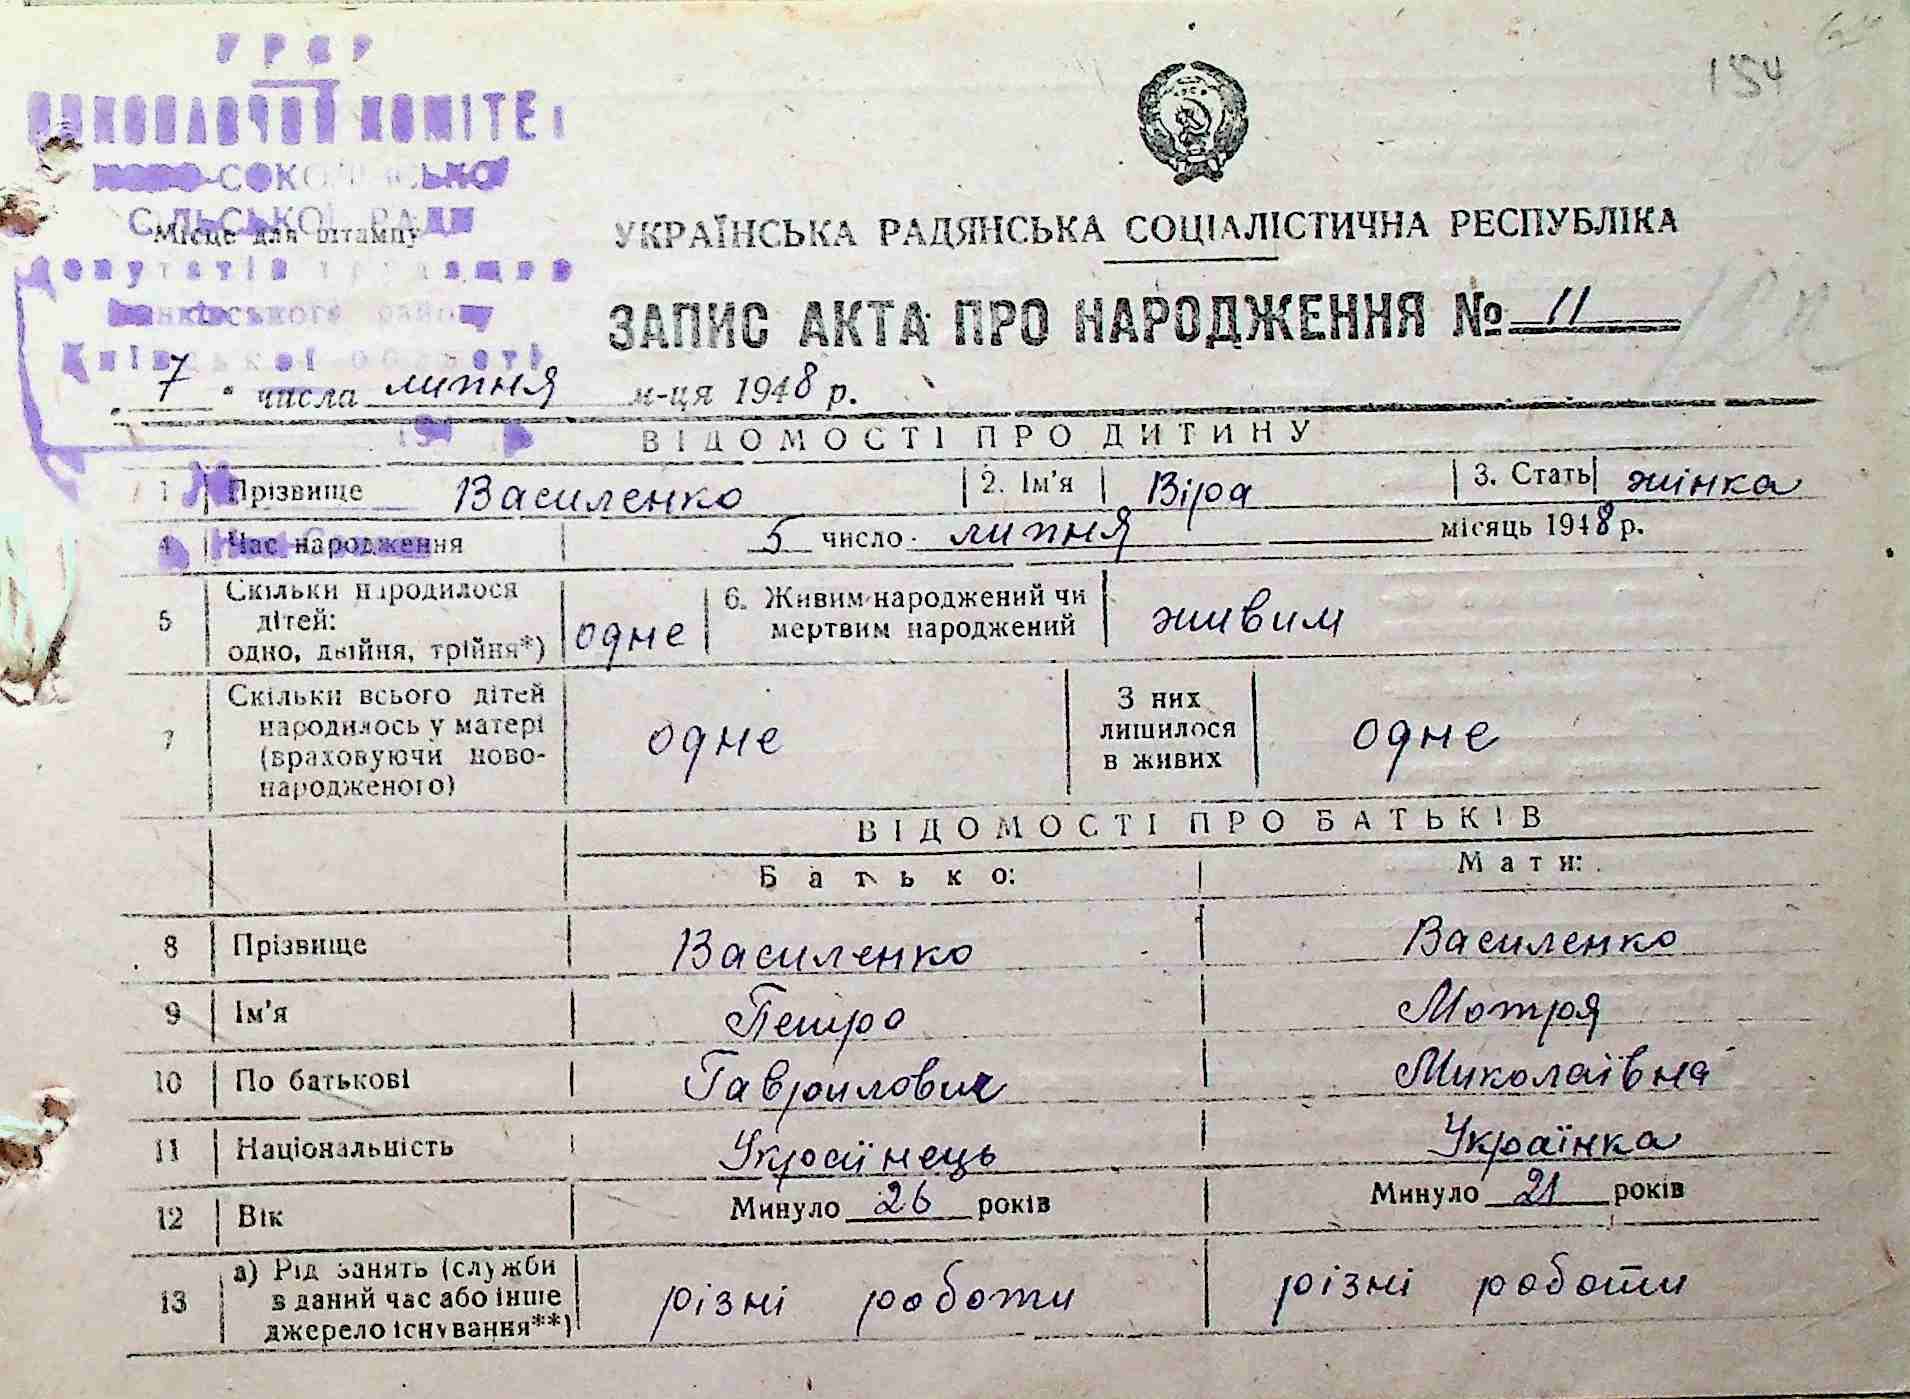 УРСР
ВИКОНАВЧИЙ КОМІТЕТ
СІЛЬСЬКОЇ РАДИ
Місце для штампу
Депутатів трудящих
Іванківського району
Київської області
154
УКРАЇНСЬКА РАДЯНСЬКА СОЦІАЛІСТИЧНА РЕСПУБЛІКА
ЗАПИС АКТА ПРО НАРОДЖЕННЯ № 11
„7“ числа липня м-ця 1948 р.
ВІДОМОСТІ ПРО ДИТИНУ
1 Прізвище Василенко 2. Ім'я Віра 3. Стать жінка
4 Час народження 5 число липня місяць 1948 р.
5 Скільки народилося дітей: одно, двійня, трійня*) одне 6. Живим народжений чи мертвим народжений живим
7 Скільки всього дітей народилось у матері (враховуючи ново-народженого) одне З них лишилося в живих одне
ВІДОМОСТІ ПРО БАТЬКІВ
Батько: Мати:
8 Прізвище Василенко Василенко
9 Ім'я Петро Мотря
10 По батькові Гаврилович Миколаївна
11 Національність Українець Українка
12 Вік Минуло 26 років Минуло 21 років
13 а) Рід занять (служби в даний час або інше джерело існування**) різні роботи різні роботи